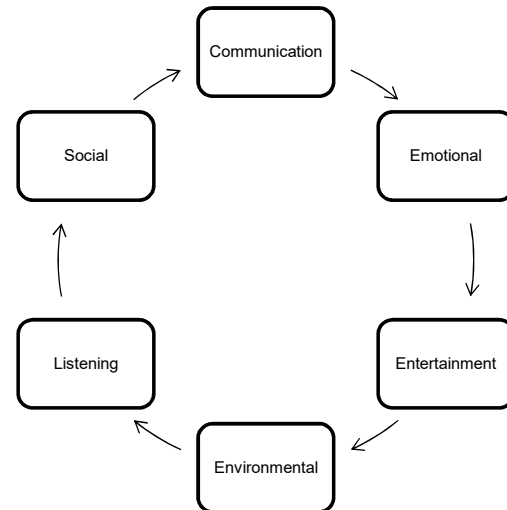 Communication
Emotional
Entertainment
Environmental
Listening
Social